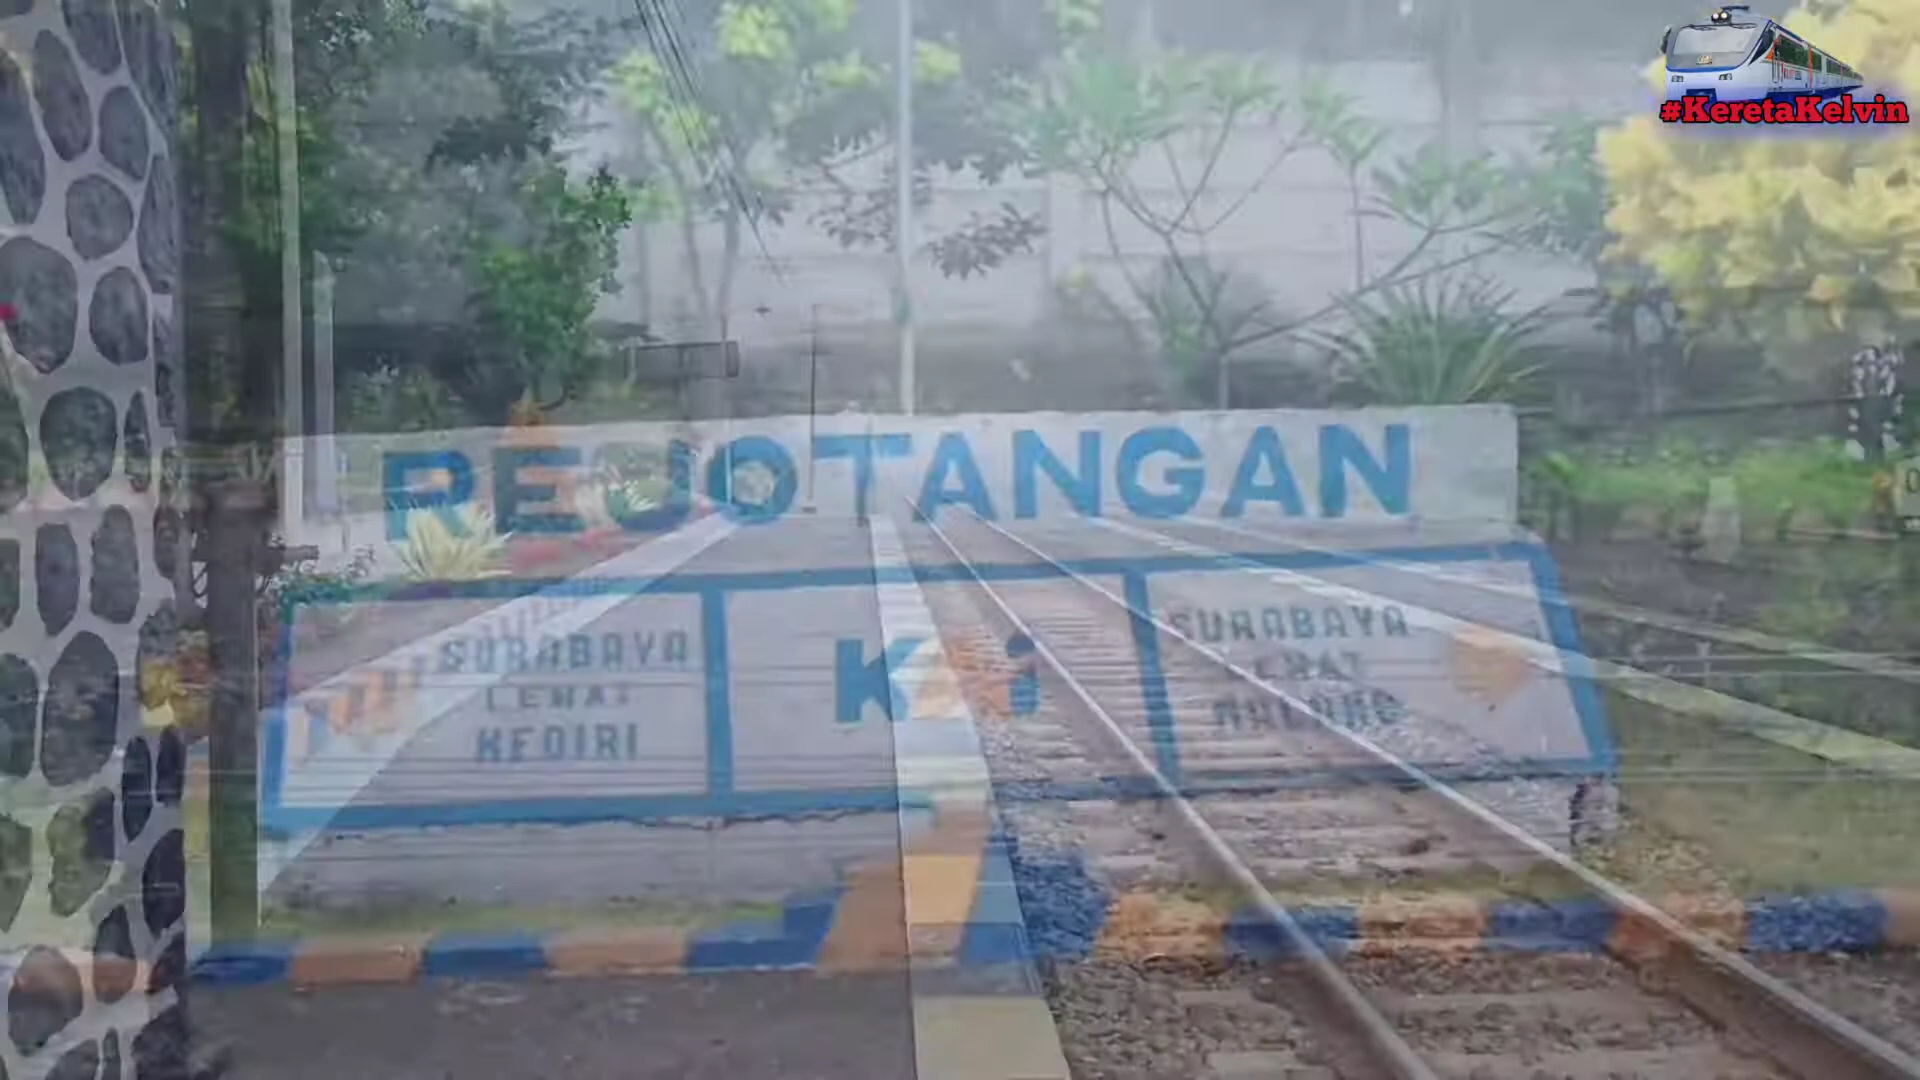 #KeretaKelvin
REJOTANGAN
SURABAYA
LEWAT
KEDIRI
KAI
SURABAYA
LEWAT
MALANG